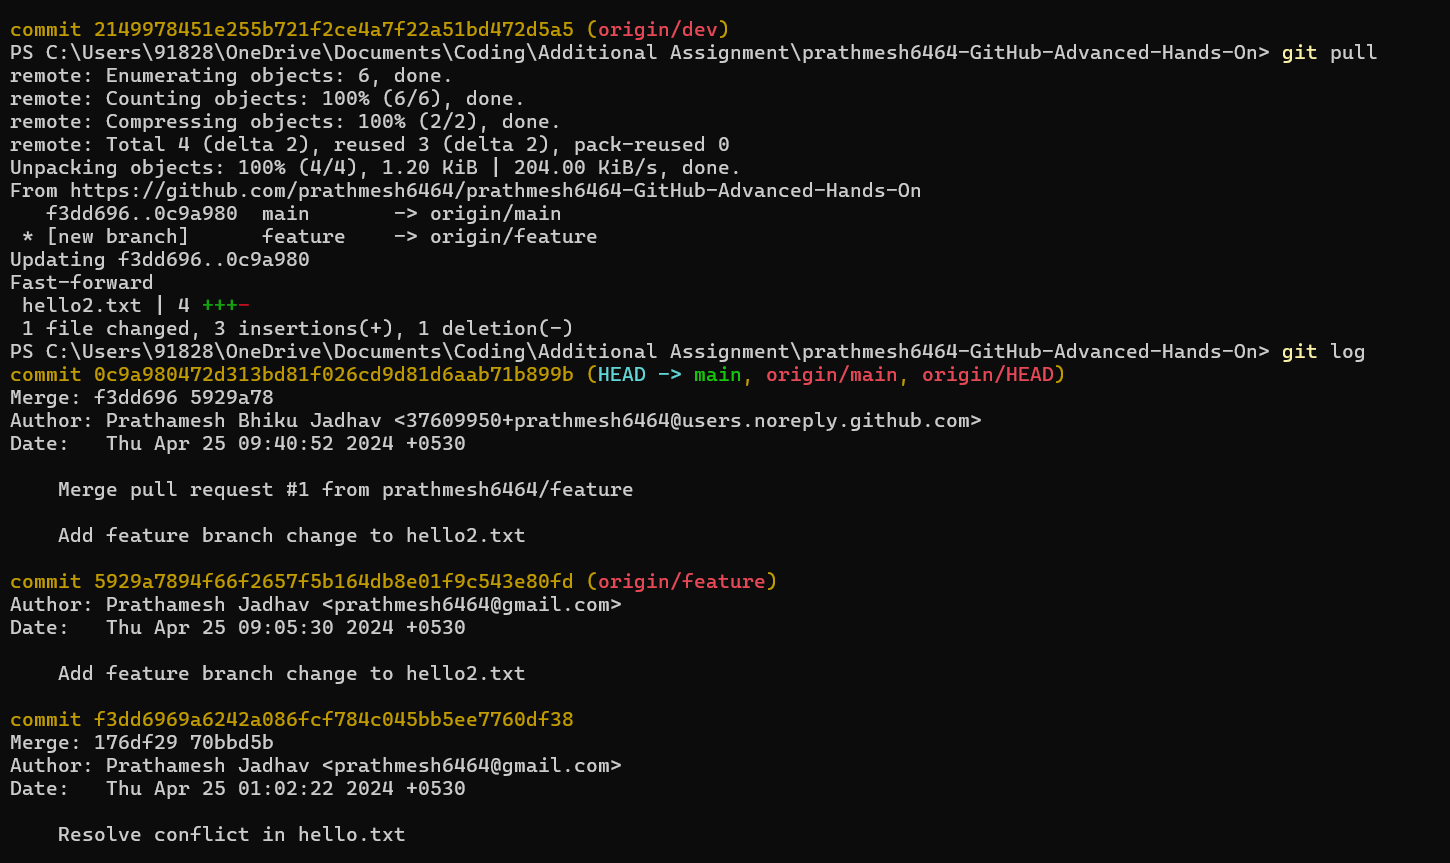 commit 2149978451e255b721f2ce4a7f22a51bd472d5a5 (origin/dev)
PS C:\Users\91828\OneDrive\Documents\Coding\Additional Assignment\prathmesh6464-GitHub-Advanced-Hands-On> git pull
remote: Enumerating objects: 6, done.
remote: Counting objects: 100% (6/6), done.
remote: Compressing objects: 100% (2/2), done.
remote: Total 4 (delta 2), reused 3 (delta 2), pack-reused 0
Unpacking objects: 100% (4/4), 1.20 KiB | 204.00 KiB/s, done.
From https://github.com/prathmesh6464/prathmesh6464-GitHub-Advanced-Hands-On
   f3dd696..0c9a980  main       -> origin/main
 * [new branch]      feature    -> origin/feature
Updating f3dd696..0c9a980
Fast-forward
 hello2.txt | 4 +++-
 1 file changed, 3 insertions(+), 1 deletion(-)
PS C:\Users\91828\OneDrive\Documents\Coding\Additional Assignment\prathmesh6464-GitHub-Advanced-Hands-On> git log
commit 0c9a980472d313bd81f026cd9d81d6aab71b899b (HEAD -> main, origin/main, origin/HEAD)
Merge: f3dd696 5929a78
Author: Prathamesh Bhiku Jadhav <37609950+prathmesh6464@users.noreply.github.com>
Date:   Thu Apr 25 09:40:52 2024 +0530
    Merge pull request #1 from prathmesh6464/feature
    Add feature branch change to hello2.txt
commit 5929a7894f66f2657f5b164db8e01f9c543e80fd (origin/feature)
Author: Prathamesh Jadhav <prathmesh6464@gmail.com>
Date:   Thu Apr 25 09:05:30 2024 +0530
    Add feature branch change to hello2.txt
commit f3dd6969a6242a086fcf784c045bb5ee7760df38
Merge: 176df29 70bbd5b
Author: Prathamesh Jadhav <prathmesh6464@gmail.com>
Date:   Thu Apr 25 01:02:22 2024 +0530
    Resolve conflict in hello.txt